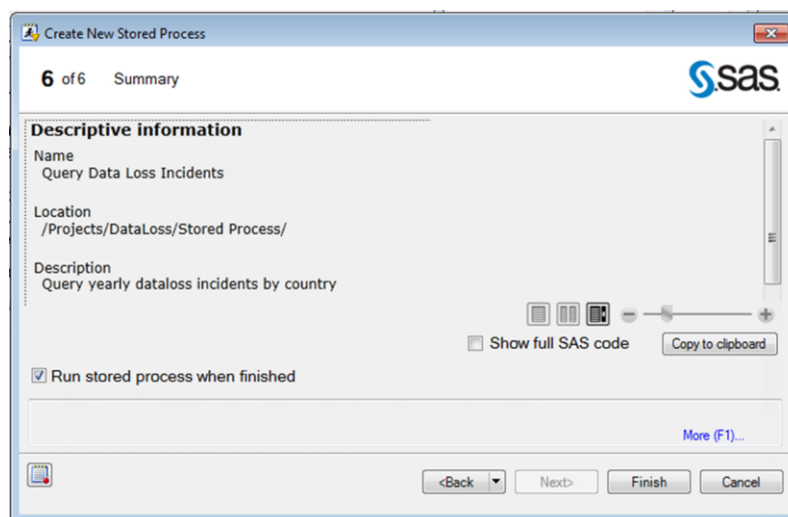 Create New Stored Process
6 of 6 Summary
sas
Descriptive information
Name
Query Data Loss Incidents
Location
/Projects/DataLoss/Stored Process/
Description
Query yearly dataloss incidents by country
Show full SAS code
Copy to clipboard
Run stored process when finished
More (F1)...
<Back
Next>
Finish
Cancel